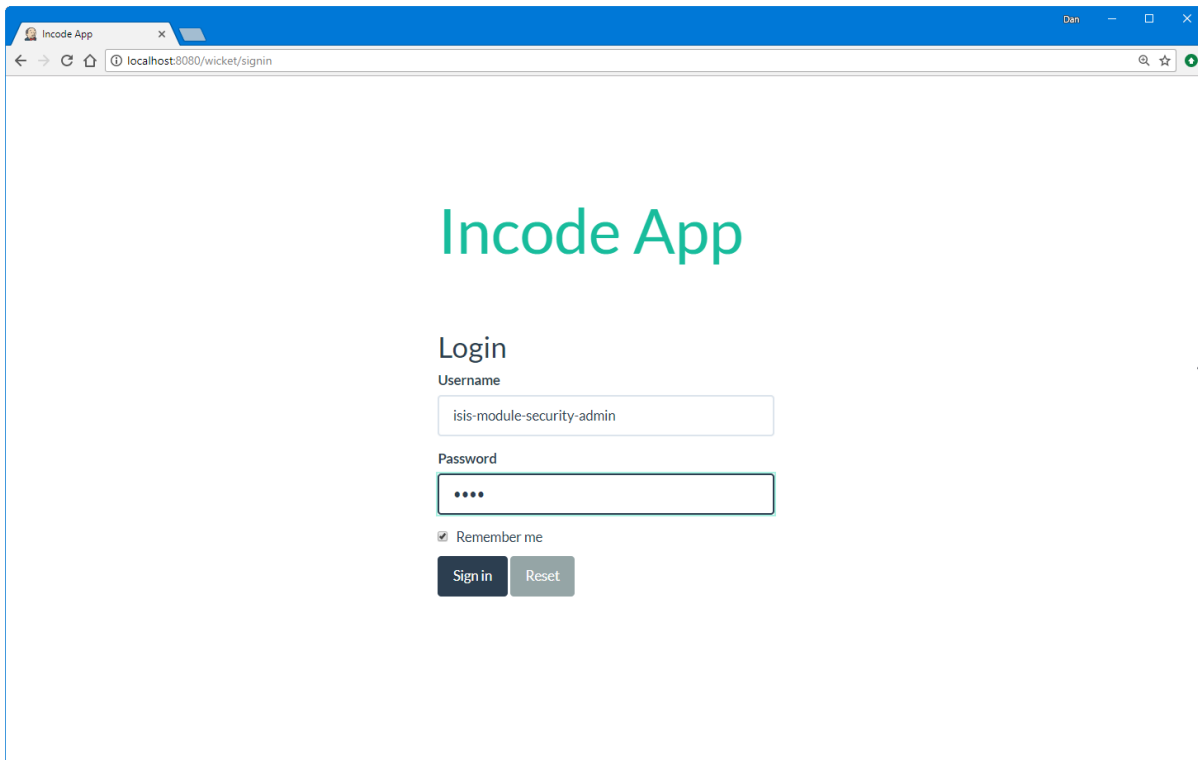 Dan
Incode App
localhost:8080/wicket/signin
Incode App
Login
Username
isis-module-security-admin
Password
••••
Remember me
Sign in Reset